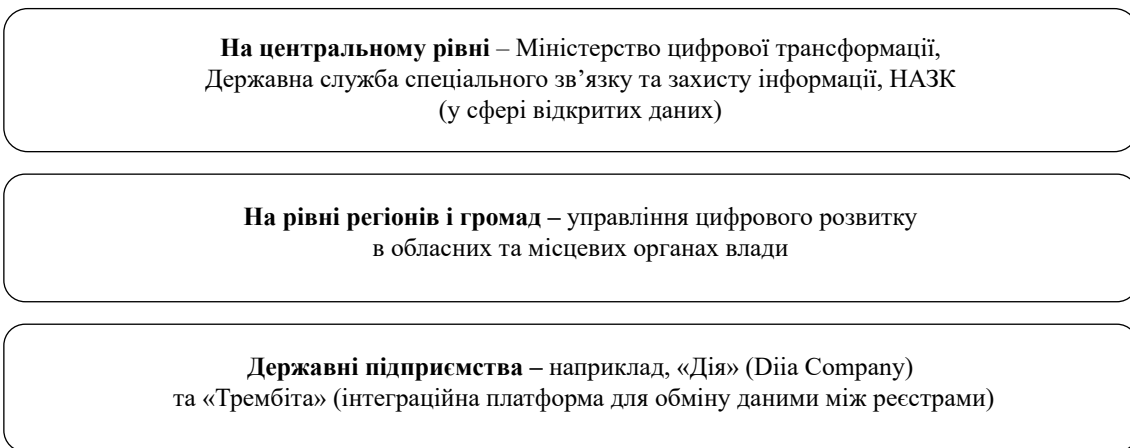 На центральному рівні – Міністерство цифрової трансформації,
Державна служба спеціального зв’язку та захисту інформації, НАЗК
(у сфері відкритих даних)
На рівні регіонів і громад – управління цифрового розвитку
в обласних та місцевих органах влади
Державні підприємства – наприклад, «Дія» (Diia Company)
та «Трембіта» (інтеграційна платформа для обміну даними між реєстрами)